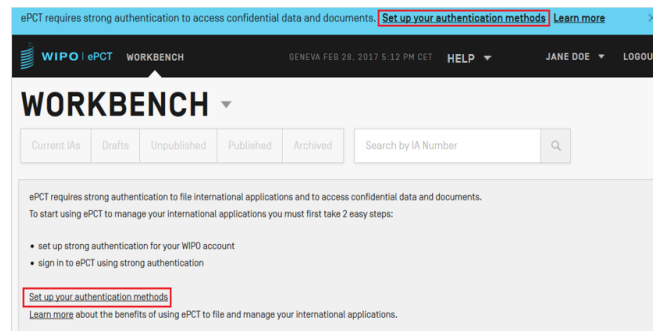 ePCT requires strong authentication to access confidential data and documents. Set up your authentication methods Learn more
WIPO | ePCT WORKBENCH GENEVA FEB 28, 2017 5:12 PM CET HELP JANE DOE LOGOU
WORKBENCH
Current IAs Drafts Unpublished Published Archived Search by IA Number
ePCT requires strong authentication to file international applications and to access confidential data and documents.
To start using ePCT to manage your international applications you must first take 2 easy steps:
• set up strong authentication for your WIPO account
• sign in to ePCT using strong authentication
Set up your authentication methods
Learn more about the benefits of using ePCT to file and manage your international applications.